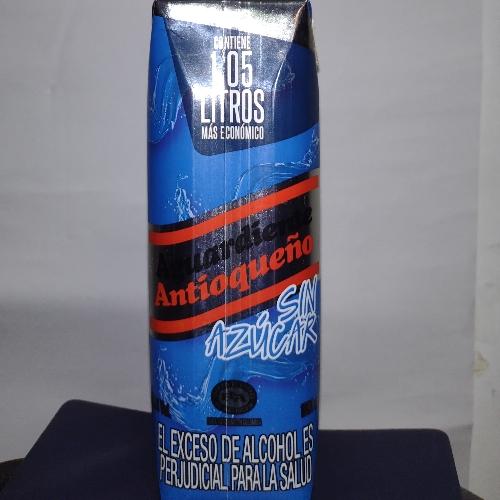 CONTIENE
1,05
LITROS
MÁS ECONÓMICO
Aguardiente
Antioqueño
SIN
AZÚCAR
EL EXCESO DE ALCOHOL ES
PERJUDICIAL PARA LA SALUD